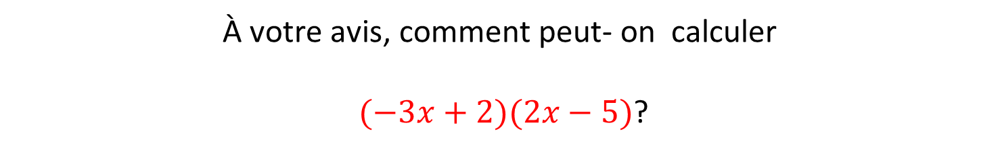 À votre avis, comment peut- on  calculer
(−3x + 2)(2x − 5)?